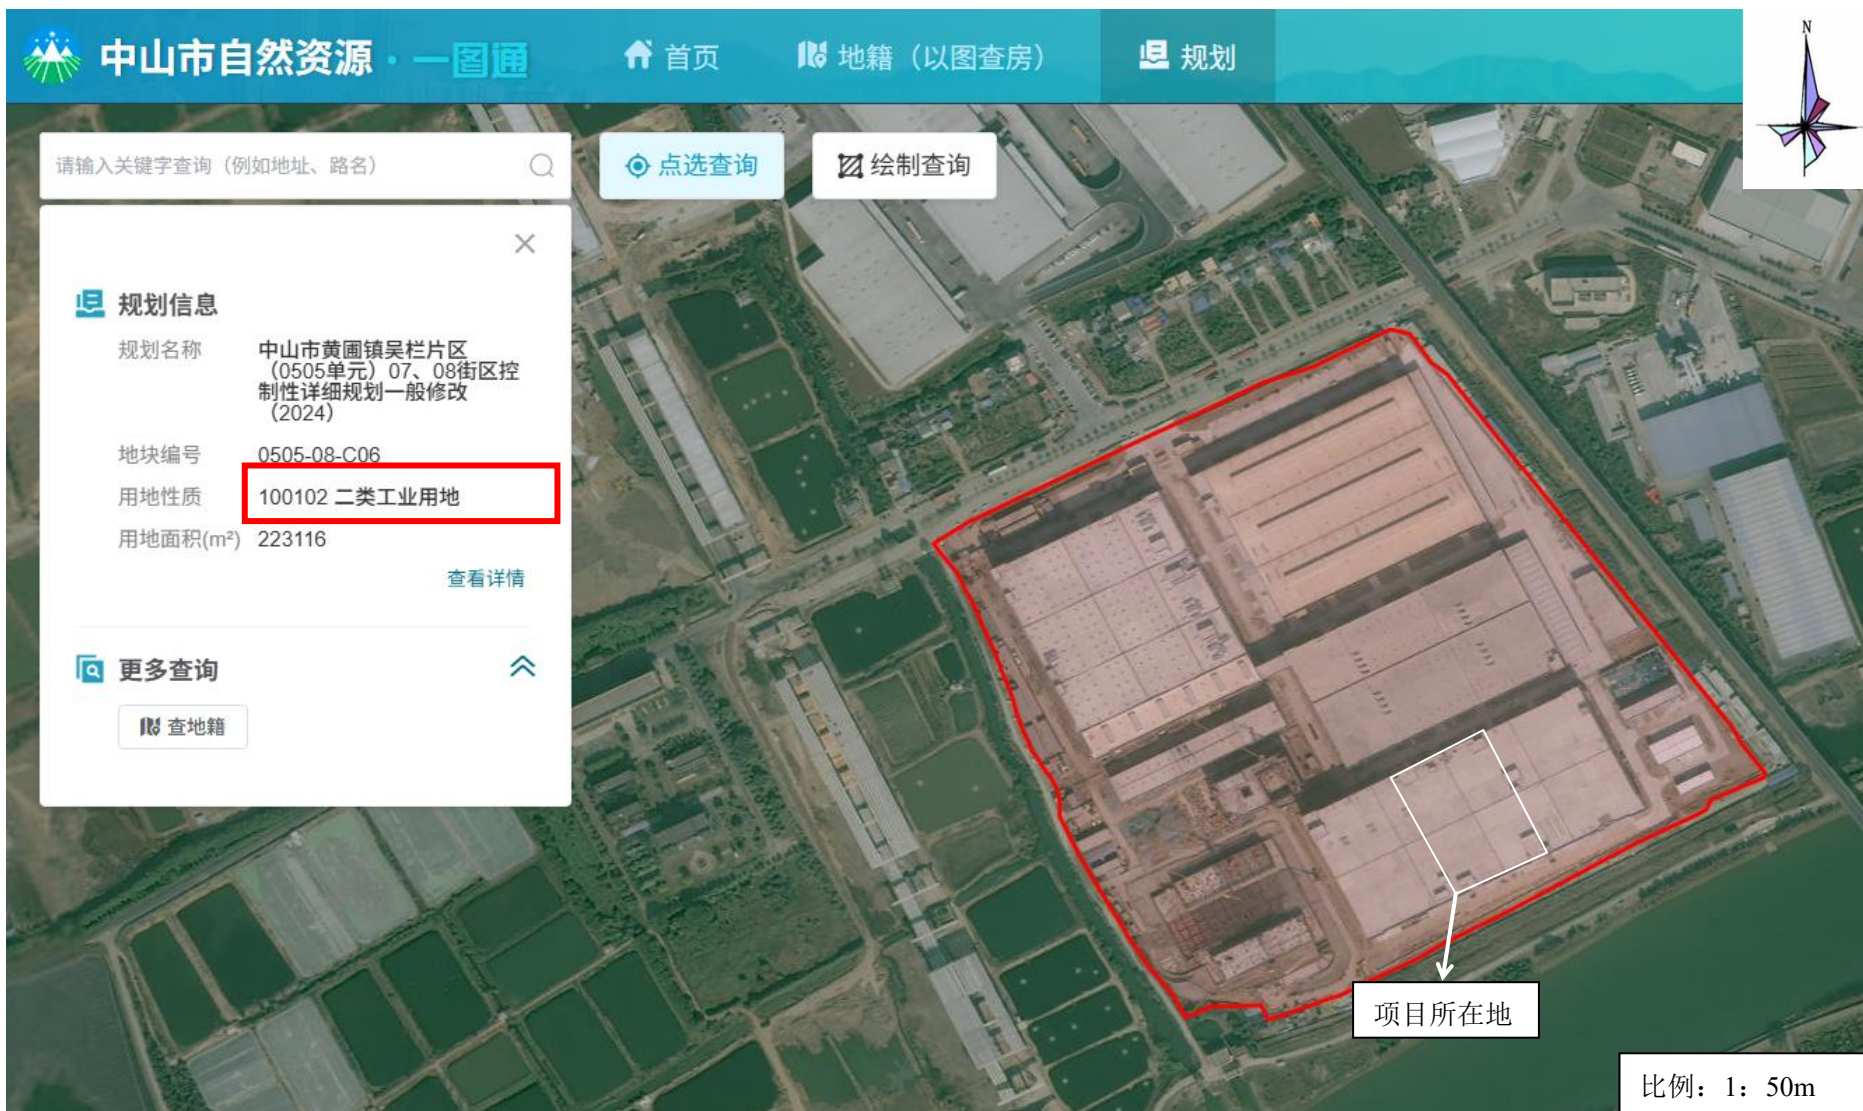 中山市自然资源·一图通
首页
地籍（以图查房）
规划
N
请输入关键字查询（例如地址、路名）
点选查询
绘制查询
规划信息
规划名称
中山市黄圃镇吴栏片区
（0505单元）07、08街区控
制性详细规划一般修改
（2024）
地块编号
0505-08-C06
用地性质
100102 二类工业用地
用地面积(m²)
223116
查看详情
更多查询
查地籍
项目所在地
比例：1：50m